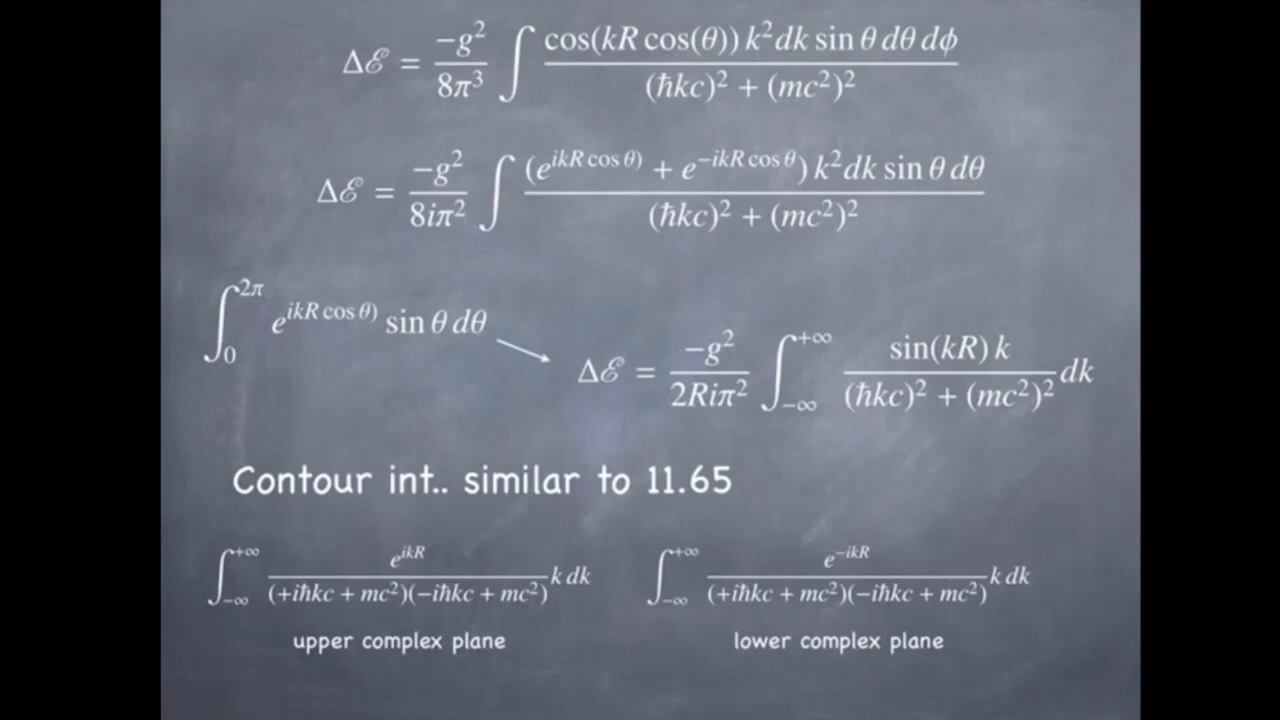 Δℰ = −g²/8π³ ∫ cos(kR cos(θ)) k²dk sin θ dθ dϕ / (ħkc)² + (mc²)²
Δℰ = −g²/8iπ² ∫ (e^{ikR cos θ)} + e^{−ikR cos θ}) k²dk sin θ dθ / (ħkc)² + (mc²)²
∫₀^{2π} e^{ikR cos θ)} sin θ dθ
Δℰ = −g²/2Riπ² ∫_{−∞}^{+∞} sin(kR) k / (ħkc)² + (mc²)² dk
Contour int.. similar to 11.65
∫_{−∞}^{+∞} e^{ikR} / (+iħkc + mc²)(−iħkc + mc²) k dk
upper complex plane
∫_{−∞}^{+∞} e^{−ikR} / (+iħkc + mc²)(−iħkc + mc²) k dk
lower complex plane